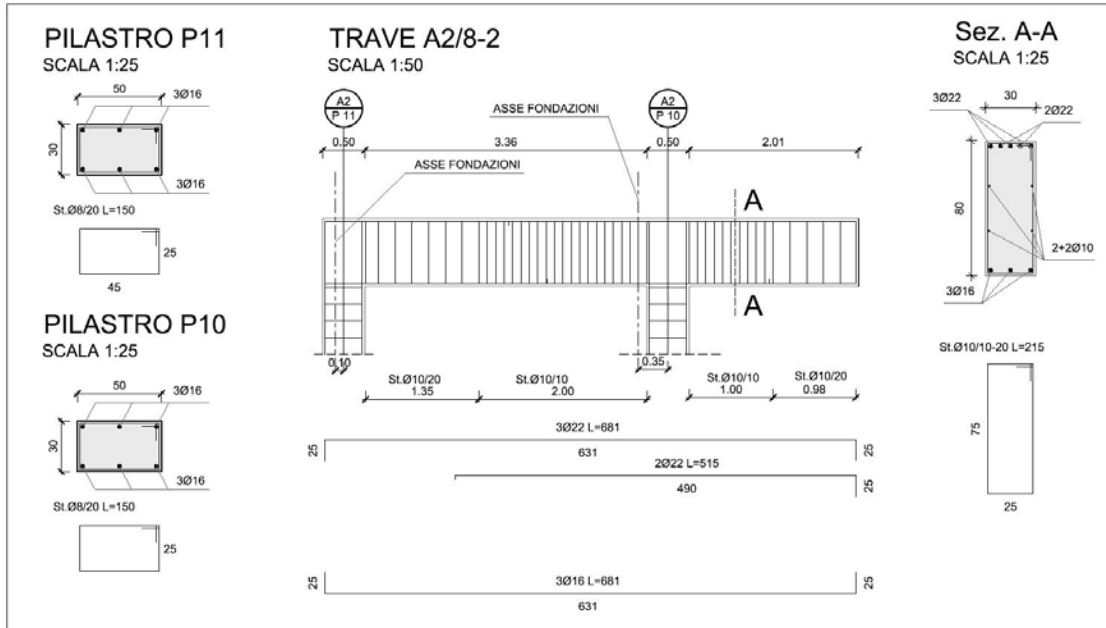 PILASTRO P11
SCALA 1:25
50
3Ø16
30
3Ø16
St.Ø8/20 L=150
25
45
PILASTRO P10
SCALA 1:25
50
3Ø16
30
3Ø16
St.Ø8/20 L=150
25
TRAVE A2/8-2
SCALA 1:50
A2
P 11
ASSE FONDAZIONI
A2
P 10
0.50
3.36
0.50
2.01
ASSE FONDAZIONI
A
A
0.10
0.35
St.Ø10/20
1.35
St.Ø10/10
2.00
St.Ø10/10
1.00
St.Ø10/20
0.98
3Ø22 L=681
25
631
25
2Ø22 L=515
490
25
3Ø16 L=681
25
631
25
Sez. A-A
SCALA 1:25
3Ø22
30
2Ø22
80
2+2Ø10
3Ø16
St.Ø10/10-20 L=215
75
25